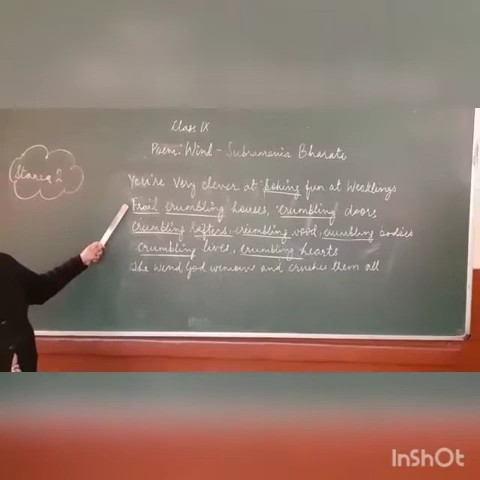 Class IX
Poem: Wind - Subramania Bharati
Stanza 2
You're very clever at poking fun at weaklings
Frail crumbling houses, crumbling doors
Crumbling rafters, crumbling wood, crumbling bodies
crumbling lives, crumbling hearts
The wind God winnows and crushes them all
InShOt